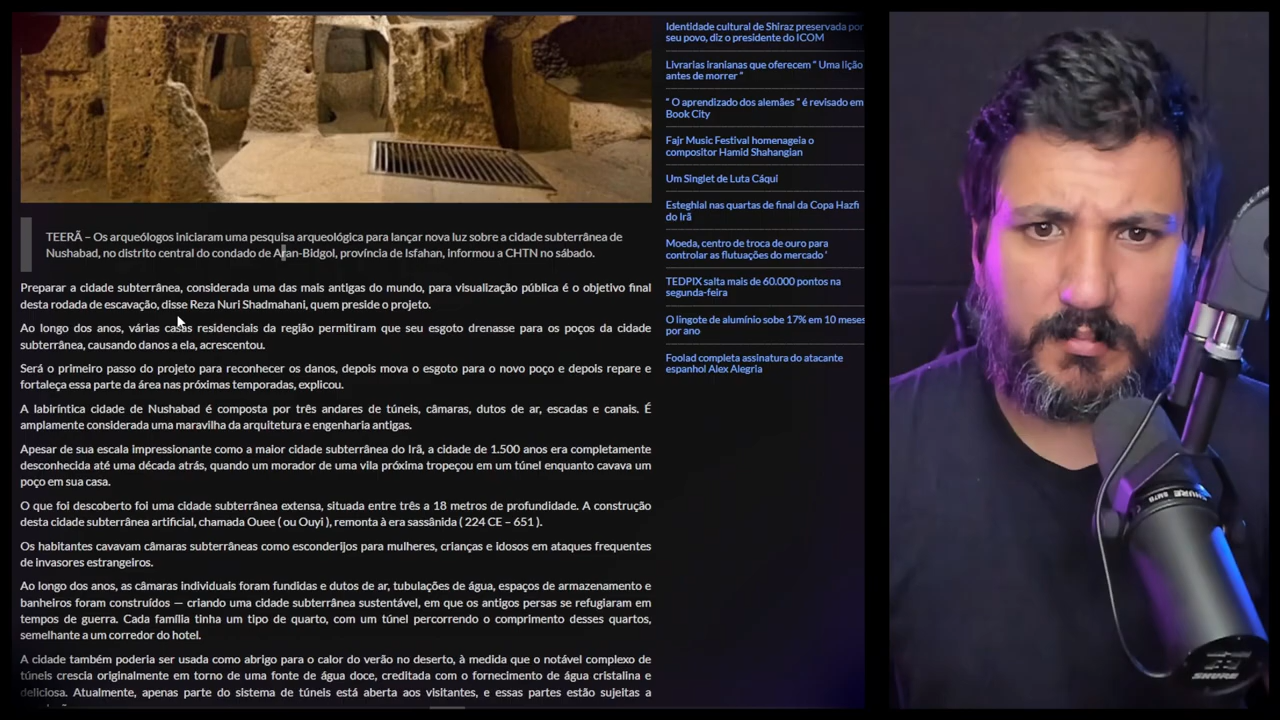 TEERÃ – Os arqueólogos iniciaram uma pesquisa arqueológica para lançar nova luz sobre a cidade subterrânea de
Nushabad, no distrito central do condado de Aran-Bidgol, província de Isfahan, informou a CHTN no sábado.
Preparar a cidade subterrânea, considerada uma das mais antigas do mundo, para visualização pública é o objetivo final
desta rodada de escavação, disse Reza Nuri Shadmahani, quem preside o projeto.
Ao longo dos anos, várias casas residenciais da região permitiram que seu esgoto drenasse para os poços da cidade
subterrânea, causando danos a ela, acrescentou.
Será o primeiro passo do projeto para reconhecer os danos, depois mova o esgoto para o novo poço e depois repare e
fortaleça essa parte da área nas próximas temporadas, explicou.
A labiríntica cidade de Nushabad é composta por três andares de túneis, câmaras, dutos de ar, escadas e canais. É
amplamente considerada uma maravilha da arquitetura e engenharia antigas.
Apesar de sua escala impressionante como a maior cidade subterrânea do Irã, a cidade de 1.500 anos era completamente
desconhecida até uma década atrás, quando um morador de uma vila próxima tropeçou em um túnel enquanto cavava um
poço em sua casa.
O que foi descoberto foi uma cidade subterrânea extensa, situada entre três a 18 metros de profundidade. A construção
desta cidade subterrânea artificial, chamada Ouee ( ou Ouyi ), remonta à era sassânida ( 224 CE – 651 ).
Os habitantes cavavam câmaras subterrâneas como esconderijos para mulheres, crianças e idosos em ataques frequentes
de invasores estrangeiros.
Ao longo dos anos, as câmaras individuais foram fundidas e dutos de ar, tubulações de água, espaços de armazenamento e
banheiros foram construídos — criando uma cidade subterrânea sustentável, em que os antigos persas se refugiaram em
tempos de guerra. Cada família tinha um tipo de quarto, com um túnel percorrendo o comprimento desses quartos,
semelhante a um corredor do hotel.
A cidade também poderia ser usada como abrigo para o calor do verão no deserto, à medida que o notável complexo de
túneis crescia originalmente em torno de uma fonte de água doce, creditada com o fornecimento de água cristalina e
deliciosa. Atualmente, apenas parte do sistema de túneis está aberta aos visitantes, e essas partes estão sujeitas a
Identidade cultural de Shiraz preservada por
seu povo, diz o presidente do ICOM
Livrarias iranianas que oferecem “ Uma lição
antes de morrer ”
“ O aprendizado dos alemães ” é revisado em
Book City
Fajr Music Festival homenageia o
compositor Hamid Shahangian
Um Singlet de Luta Cáqui
Esteghlal nas quartas de final da Copa Hazfi
do Irã
Moeda, centro de troca de ouro para
controlar as flutuações do mercado '
TEDPIX salta mais de 60.000 pontos na
segunda-feira
O lingote de alumínio sobe 17% em 10 meses
por ano
Foolad completa assinatura do atacante
espanhol Alex Alegria
SHURE SM7B
SHURE